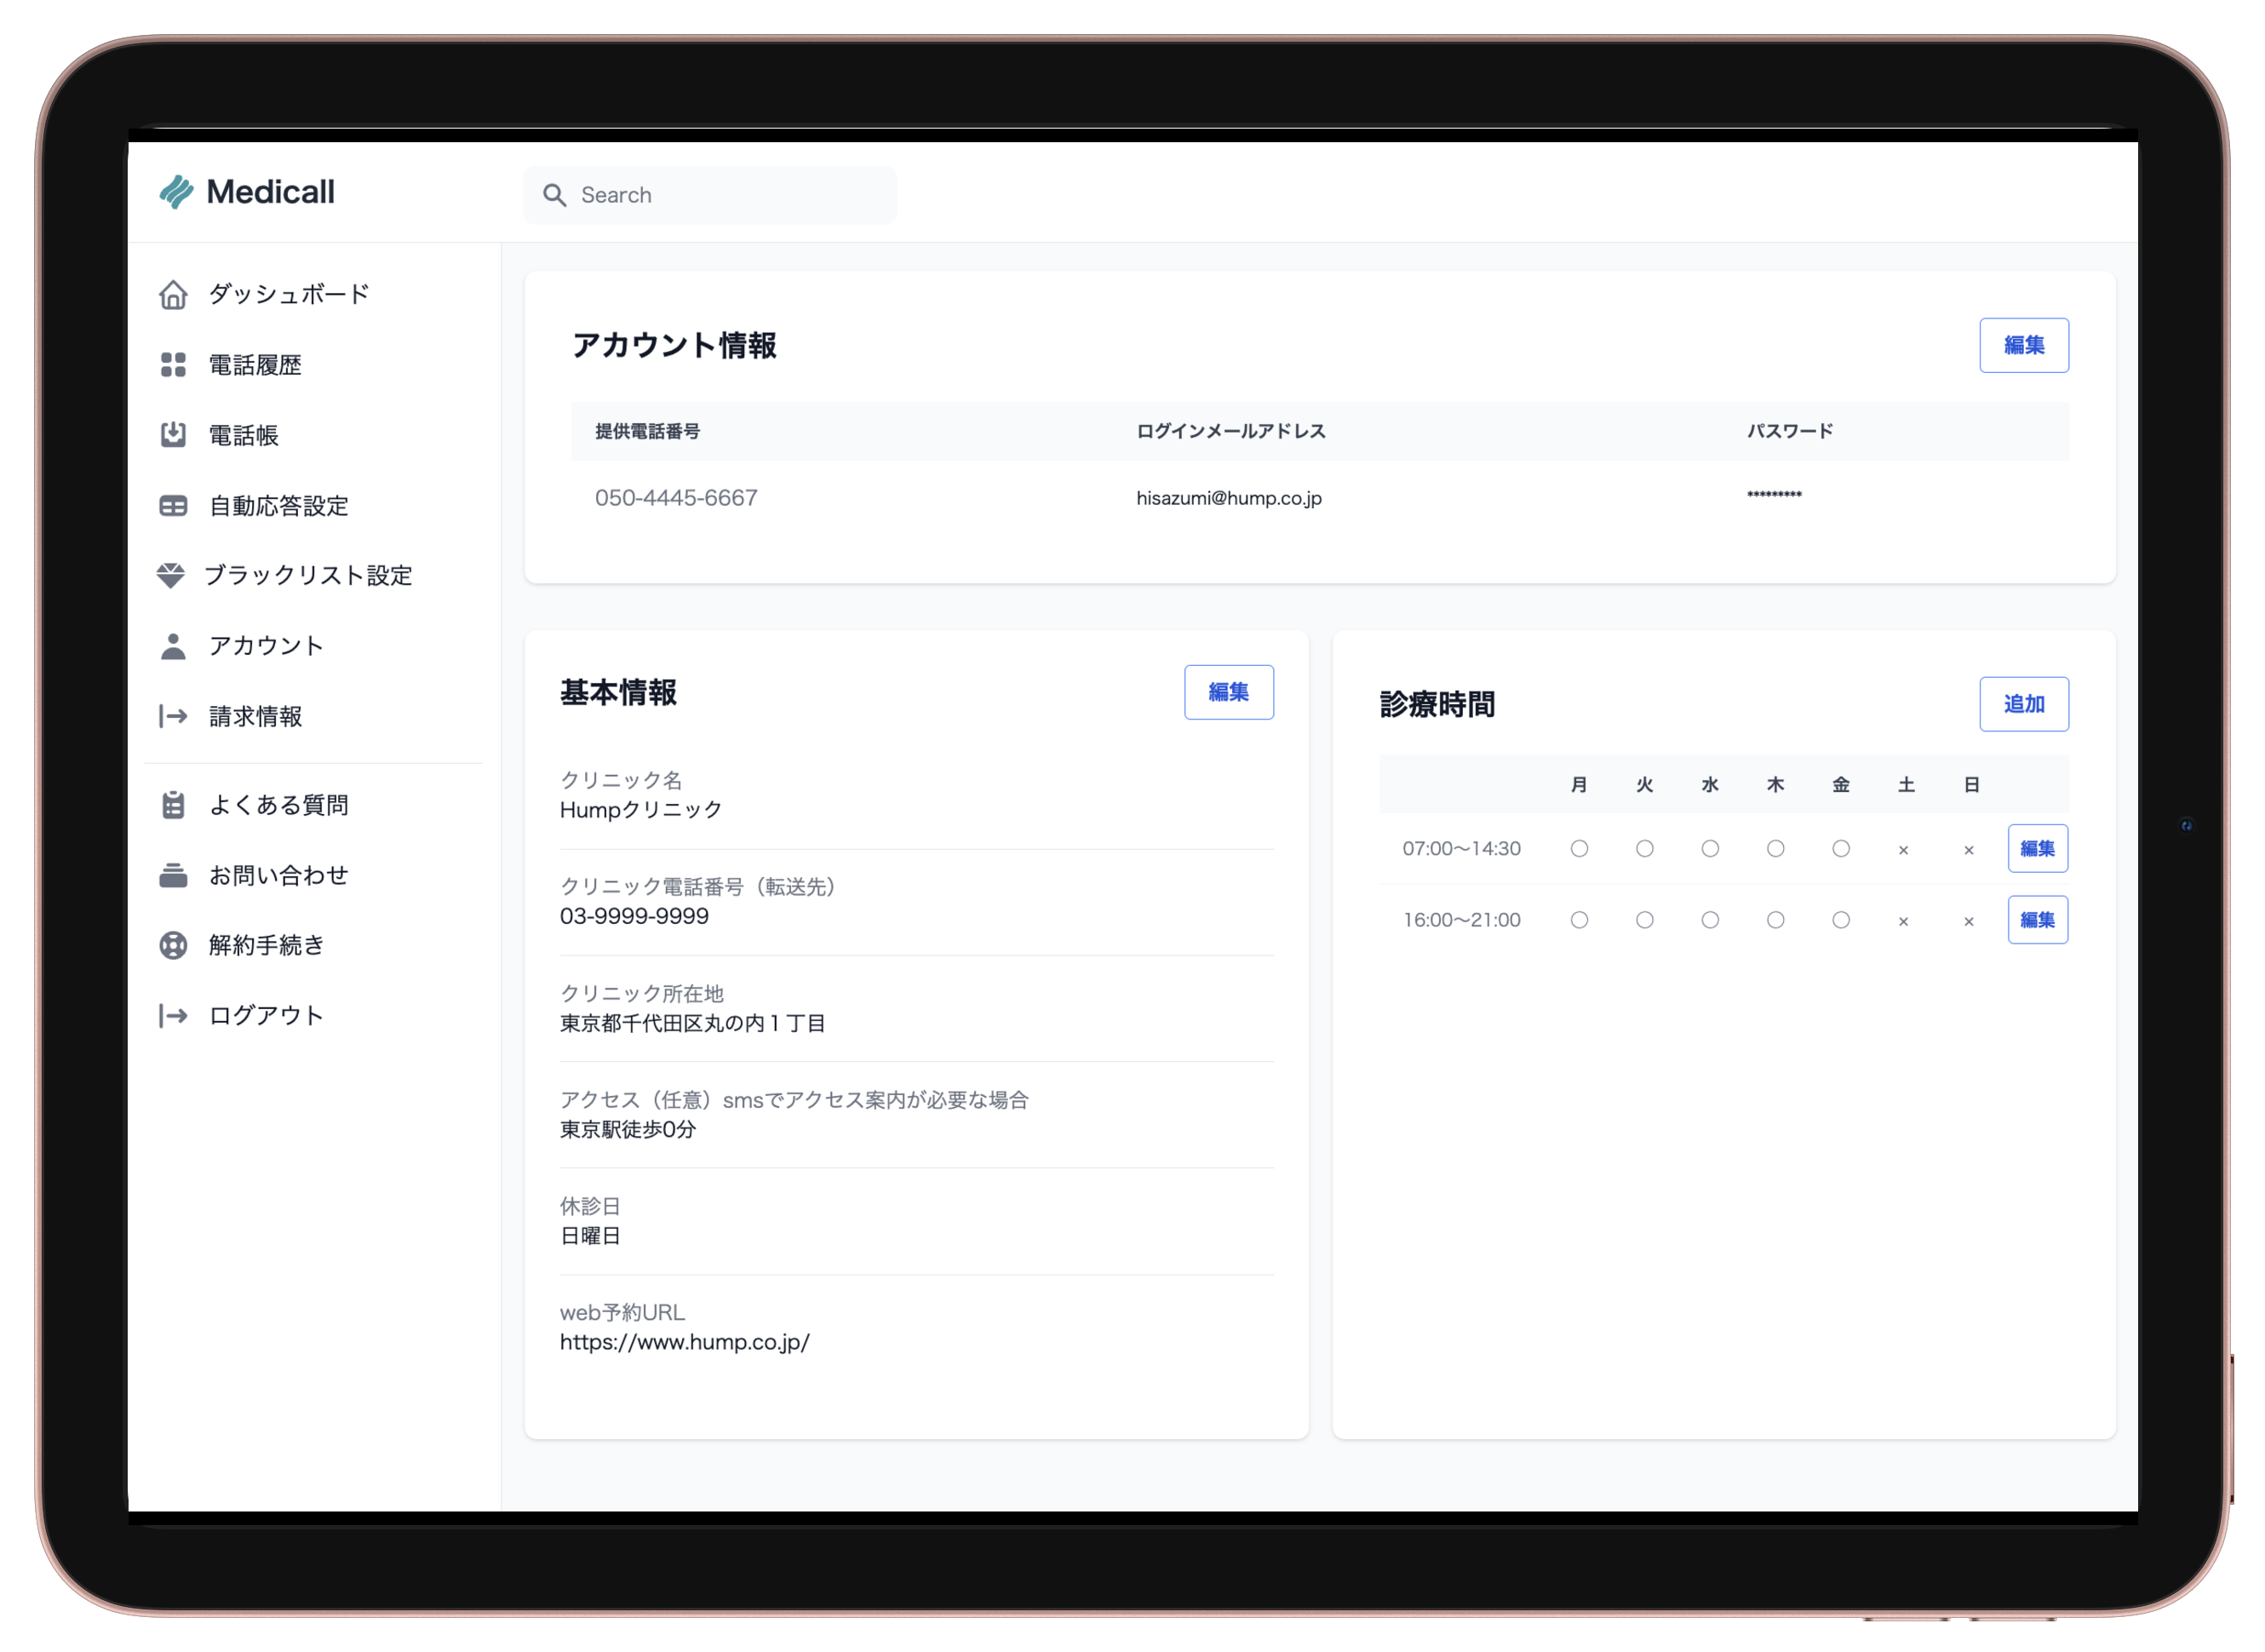 Medicall
Search
ダッシュボード
電話履歴
電話帳
自動応答設定
ブラックリスト設定
アカウント
請求情報
よくある質問
お問い合わせ
解約手続き
ログアウト
アカウント情報
編集
提供電話番号 ログインメールアドレス パスワード
050-4445-6667 hisazumi@hump.co.jp *********
基本情報
編集
クリニック名
Humpクリニック
クリニック電話番号（転送先）
03-9999-9999
クリニック所在地
東京都千代田区丸の内１丁目
アクセス（任意）smsでアクセス案内が必要な場合
東京駅徒歩0分
休診日
日曜日
web予約URL
https://www.hump.co.jp/
診療時間
追加
月 火 水 木 金 土 日
07:00〜14:30 ○ ○ ○ ○ ○ × × 編集
16:00〜21:00 ○ ○ ○ ○ ○ × × 編集